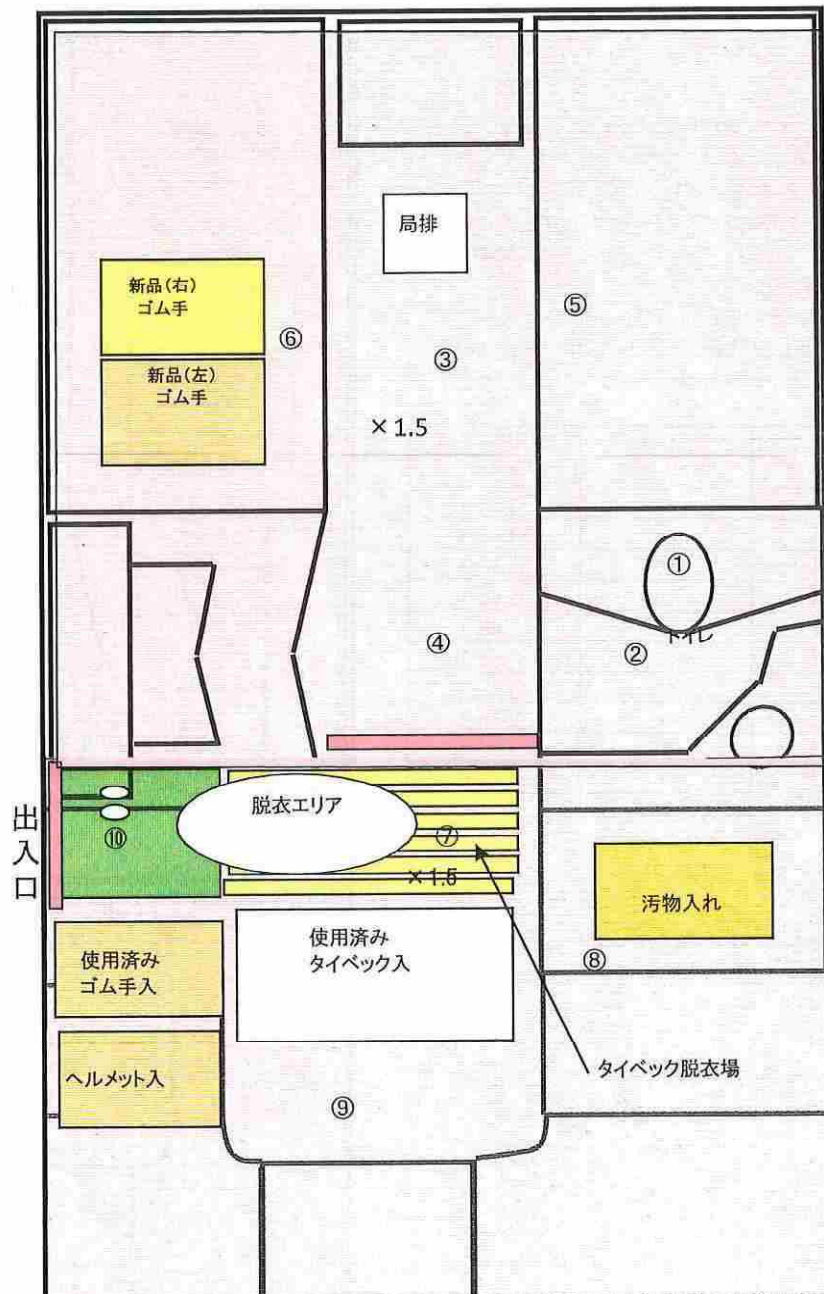 局排
新品(右)
ゴム手
⑤
⑥
③
新品(左)
ゴム手
×1.5
①
④
②
トイレ
出入口
脱衣エリア
⑩
⑦
×1.5
汚物入れ
使用済み
タイベック入
使用済み
ゴム手入
⑧
ヘルメット入
タイベック脱衣場
⑨